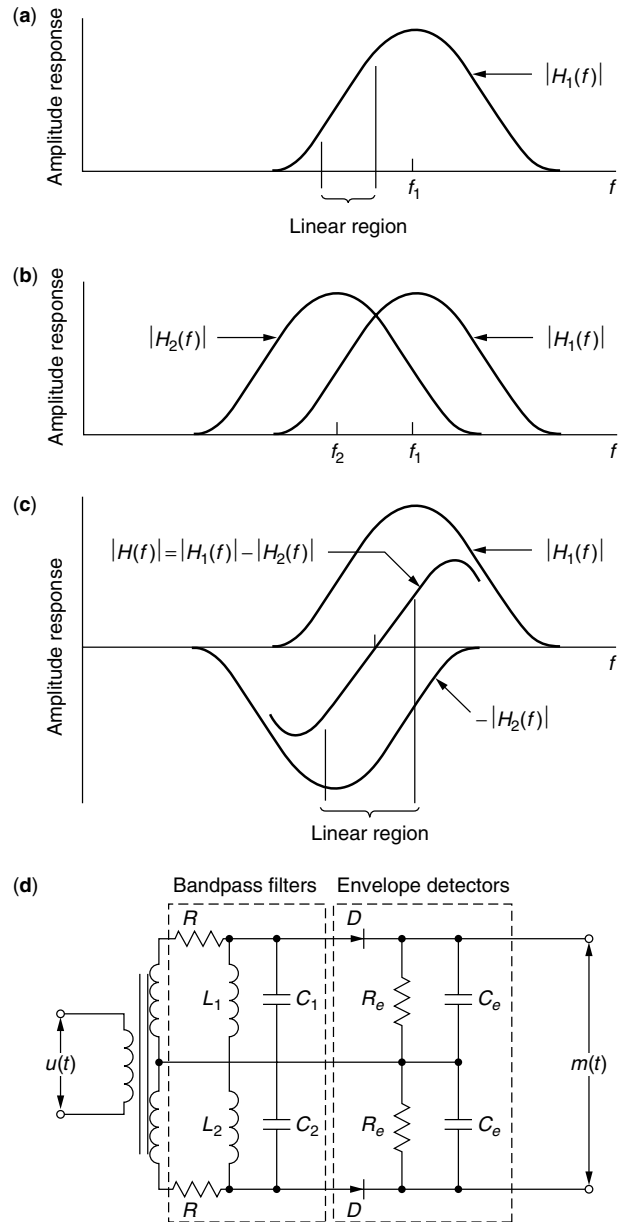 (a)
Amplitude response
|H₁(f)|
f₁
f
Linear region
(b)
Amplitude response
|H₂(f)|
|H₁(f)|
f₂
f₁
f
(c)
Amplitude response
|H(f)|=|H₁(f)|−|H₂(f)|
|H₁(f)|
f
−|H₂(f)|
Linear region
(d)
Bandpass filters
Envelope detectors
R
D
L₁
C₁
Rₑ
Cₑ
u(t)
m(t)
L₂
C₂
Rₑ
Cₑ
R
D